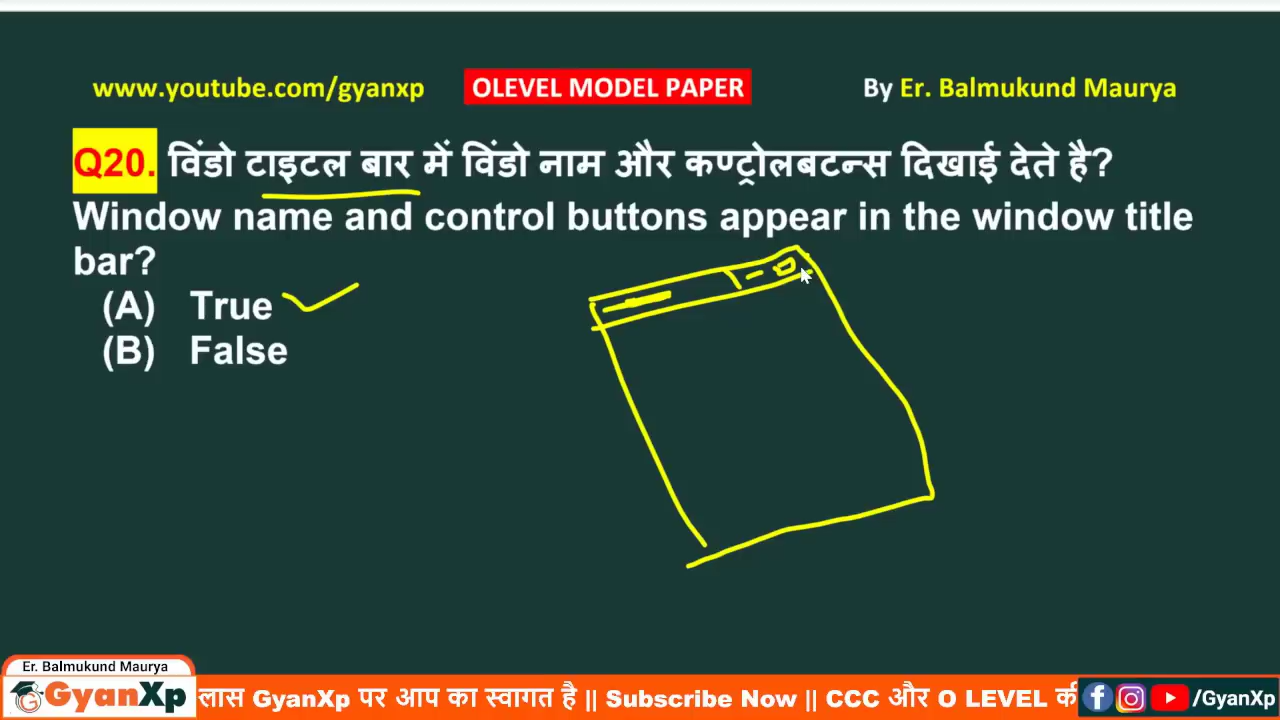 www.youtube.com/gyanxp OLEVEL MODEL PAPER By Er. Balmukund Maurya
Q20. विंडो टाइटल बार में विंडो नाम और कण्ट्रोलबटन्स दिखाई देते है?
Window name and control buttons appear in the window title
bar?
(A) True
(B) False
Er. Balmukund Maurya
GyanXp लास GyanXp पर आप का स्वागत है || Subscribe Now || CCC और O LEVEL की /GyanXp